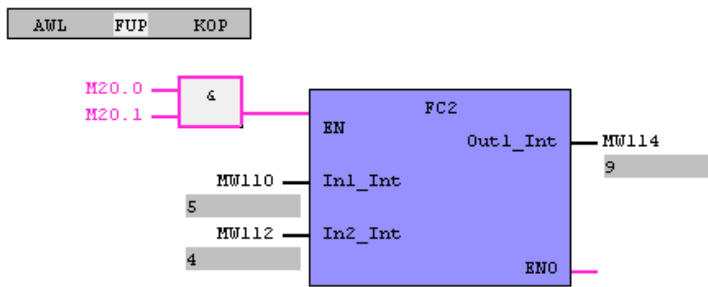 AWL FUP KOP
M20.0
&
M20.1
FC2
EN
Out1_Int MW114
9
MW110 In1_Int
5
MW112 In2_Int
4
ENO